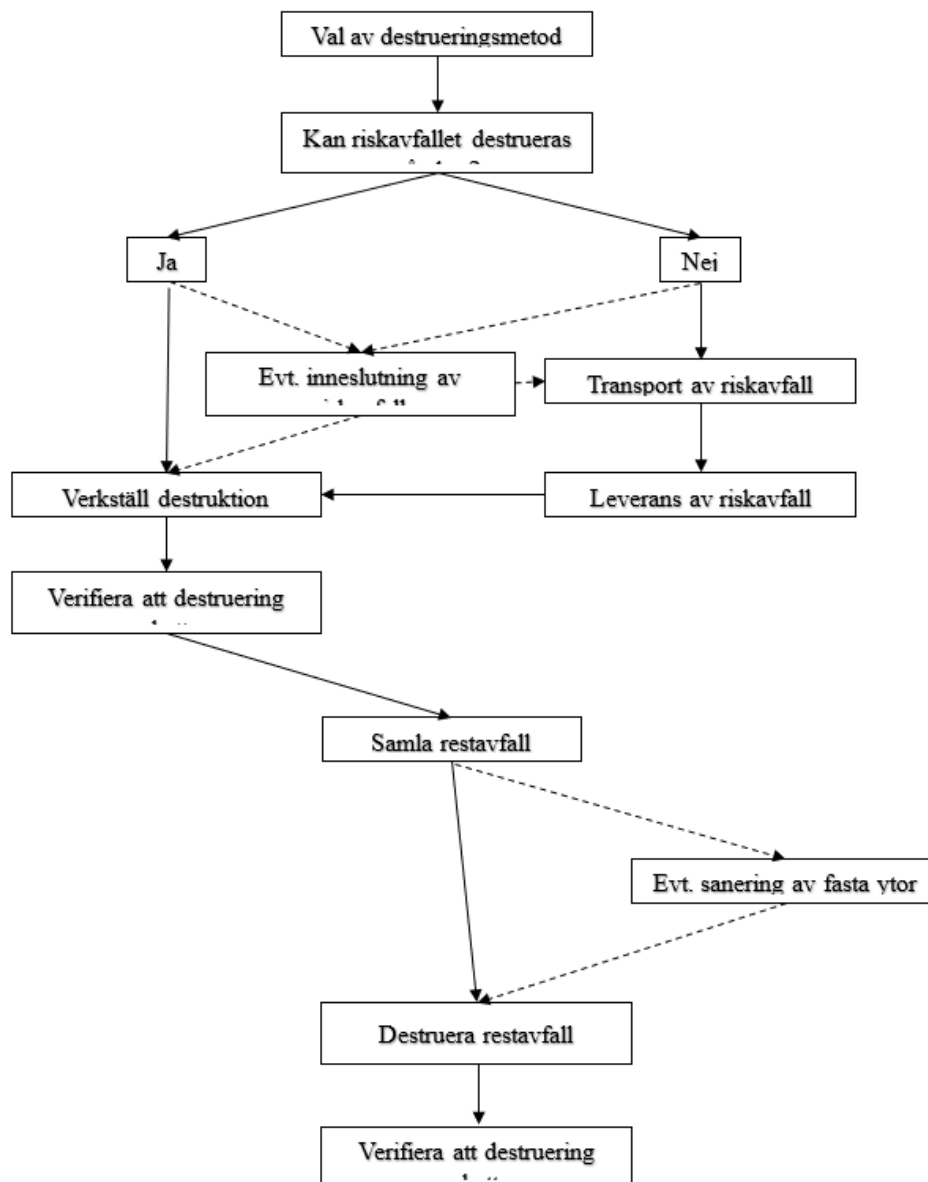 Val av destrueringsmetod
Kan riskavfallet destrueras
Ja
Nej
Evt. inneslutning av
Transport av riskavfall
Verkställ destruktion
Leverans av riskavfall
Verifiera att destruering
Samla restavfall
Evt. sanering av fasta ytor
Destruera restavfall
Verifiera att destruering